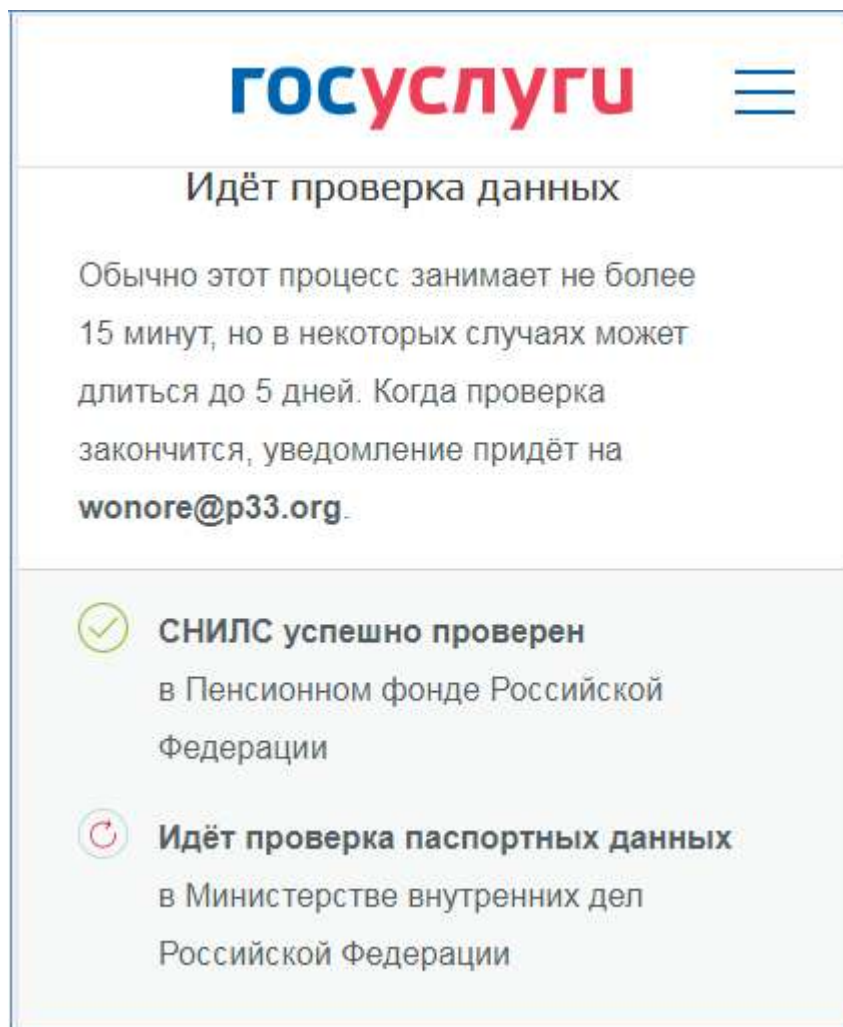 госуслуги
Идёт проверка данных
Обычно этот процесс занимает не более
15 минут, но в некоторых случаях может
длиться до 5 дней. Когда проверка
закончится, уведомление придёт на
wonore@p33.org.
СНИЛС успешно проверен
в Пенсионном фонде Российской
Федерации
Идёт проверка паспортных данных
в Министерстве внутренних дел
Российской Федерации